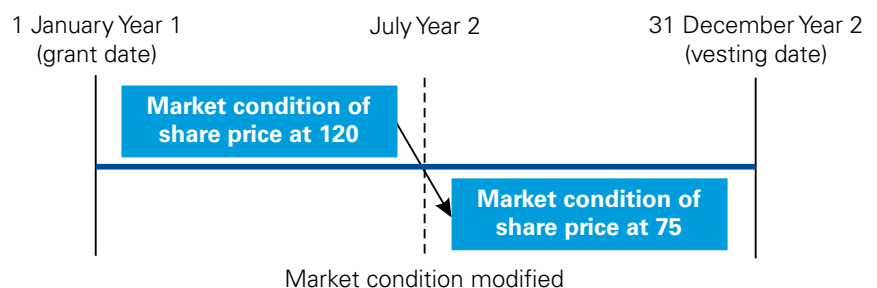 1 January Year 1
(grant date)
July Year 2
31 December Year 2
(vesting date)
Market condition of
share price at 120
Market condition of
share price at 75
Market condition modified